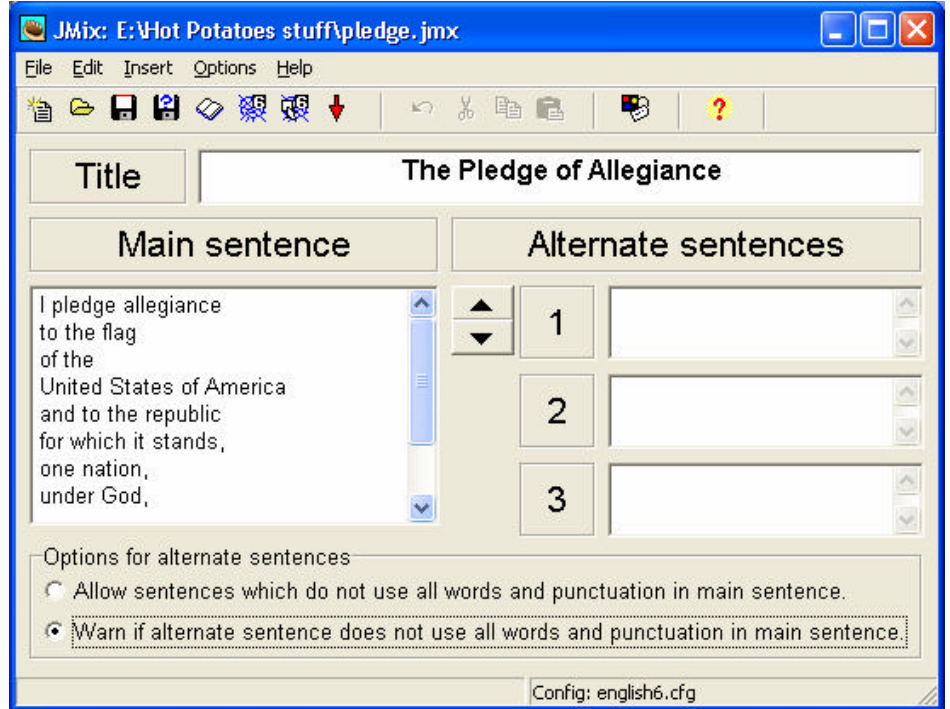 JMix: E:\Hot Potatoes stuff\pledge.jmx
File Edit Insert Options Help
Title
The Pledge of Allegiance
Main sentence
Alternate sentences
I pledge allegiance
to the flag
of the
United States of America
and to the republic
for which it stands,
one nation,
under God,
1
2
3
Options for alternate sentences
Allow sentences which do not use all words and punctuation in main sentence.
Warn if alternate sentence does not use all words and punctuation in main sentence.
Config: english6.cfg